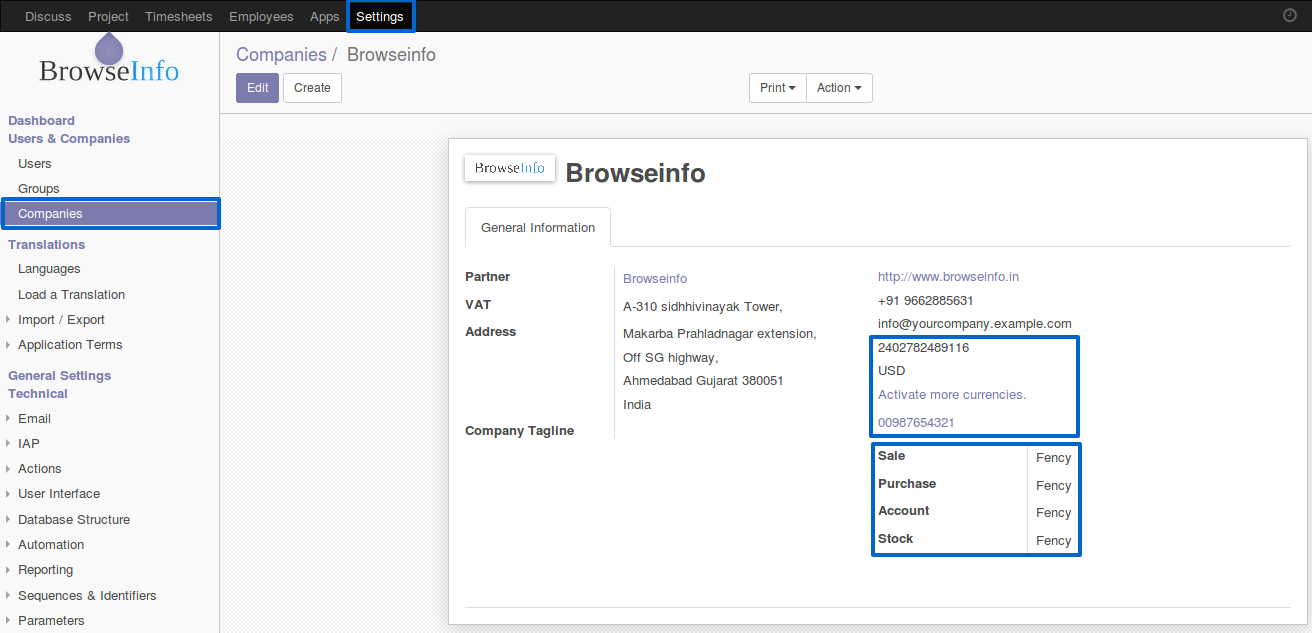 Discuss Project Timesheets Employees Apps Settings
BrowseInfo
Dashboard
Users & Companies
Users
Groups
Companies
Translations
Languages
Load a Translation
Import / Export
Application Terms
General Settings
Technical
Email
IAP
Actions
User Interface
Database Structure
Automation
Reporting
Sequences & Identifiers
Parameters
Companies / Browseinfo
Edit Create Print Action
BrowseInfo Browseinfo
General Information
Partner Browseinfo
VAT
Address
A-310 sidhhivinayak Tower,
Makarba Prahladnagar extension,
Off SG highway,
Ahmedabad Gujarat 380051
India
Company Tagline
http://www.browseinfo.in
+91 9662885631
info@yourcompany.example.com
2402782489116
USD
Activate more currencies.
00987654321
Sale Fency
Purchase Fency
Account Fency
Stock Fency